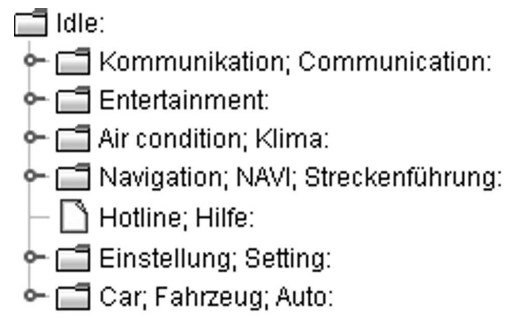 Idle:
Kommunikation; Communication:
Entertainment:
Air condition; Klima:
Navigation; NAVI; Streckenführung:
Hotline; Hilfe:
Einstellung; Setting:
Car; Fahrzeug; Auto: